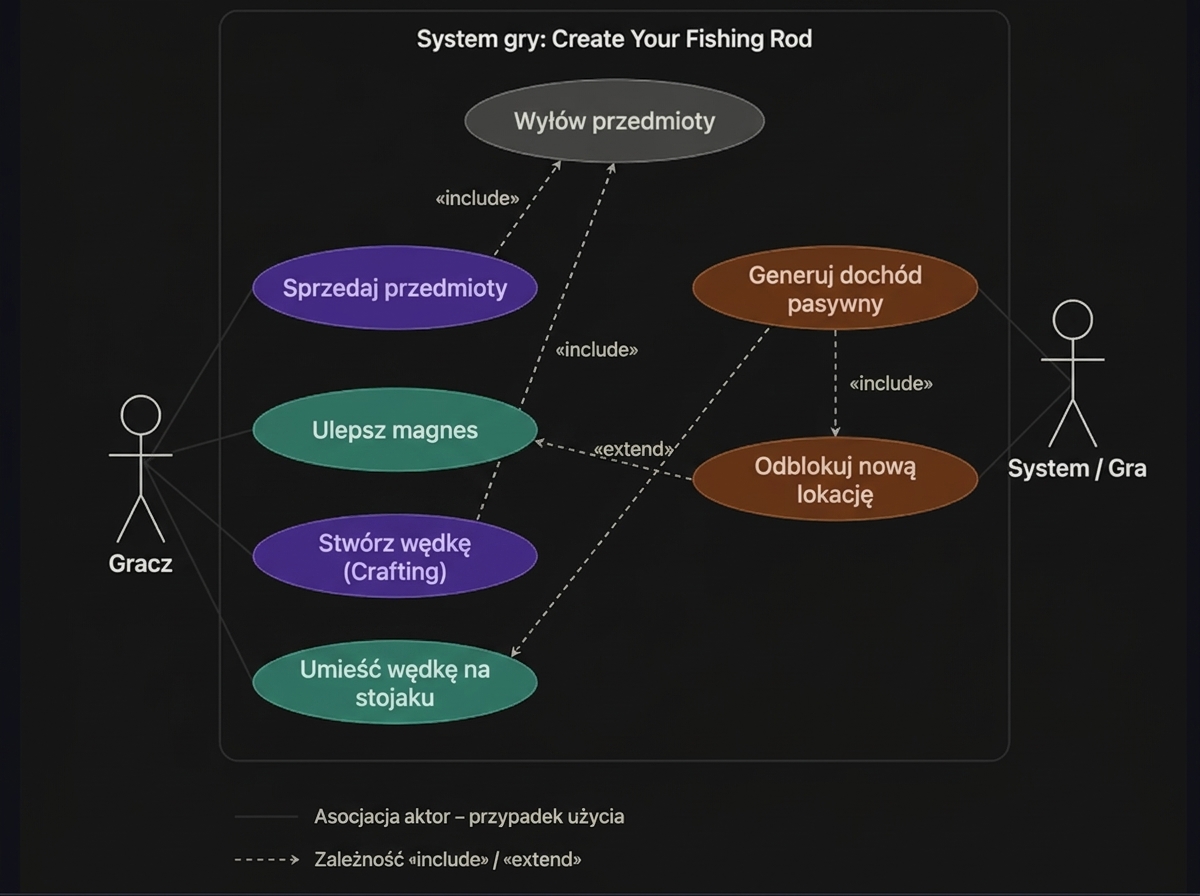 System gry: Create Your Fishing Rod
Wyłów przedmioty
«include»
Sprzedaj przedmioty
Generuj dochód
pasywny
«include»
«include»
Ulepsz magnes
«extend»
Odblokuj nową
lokację
System / Gra
Stwórz wędkę
(Crafting)
Gracz
Umieść wędkę na
stojaku
Asocjacja aktor – przypadek użycia
Zależność «include» / «extend»